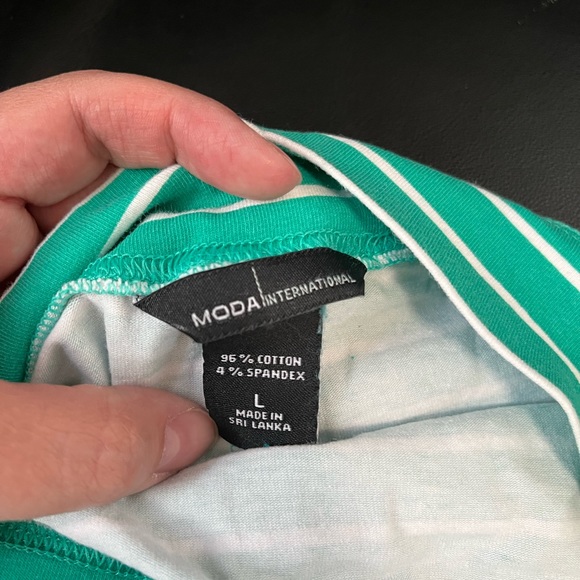 MODA INTERNATIONAL
96% COTTON
4% SPANDEX
L
MADE IN
SRI LANKA